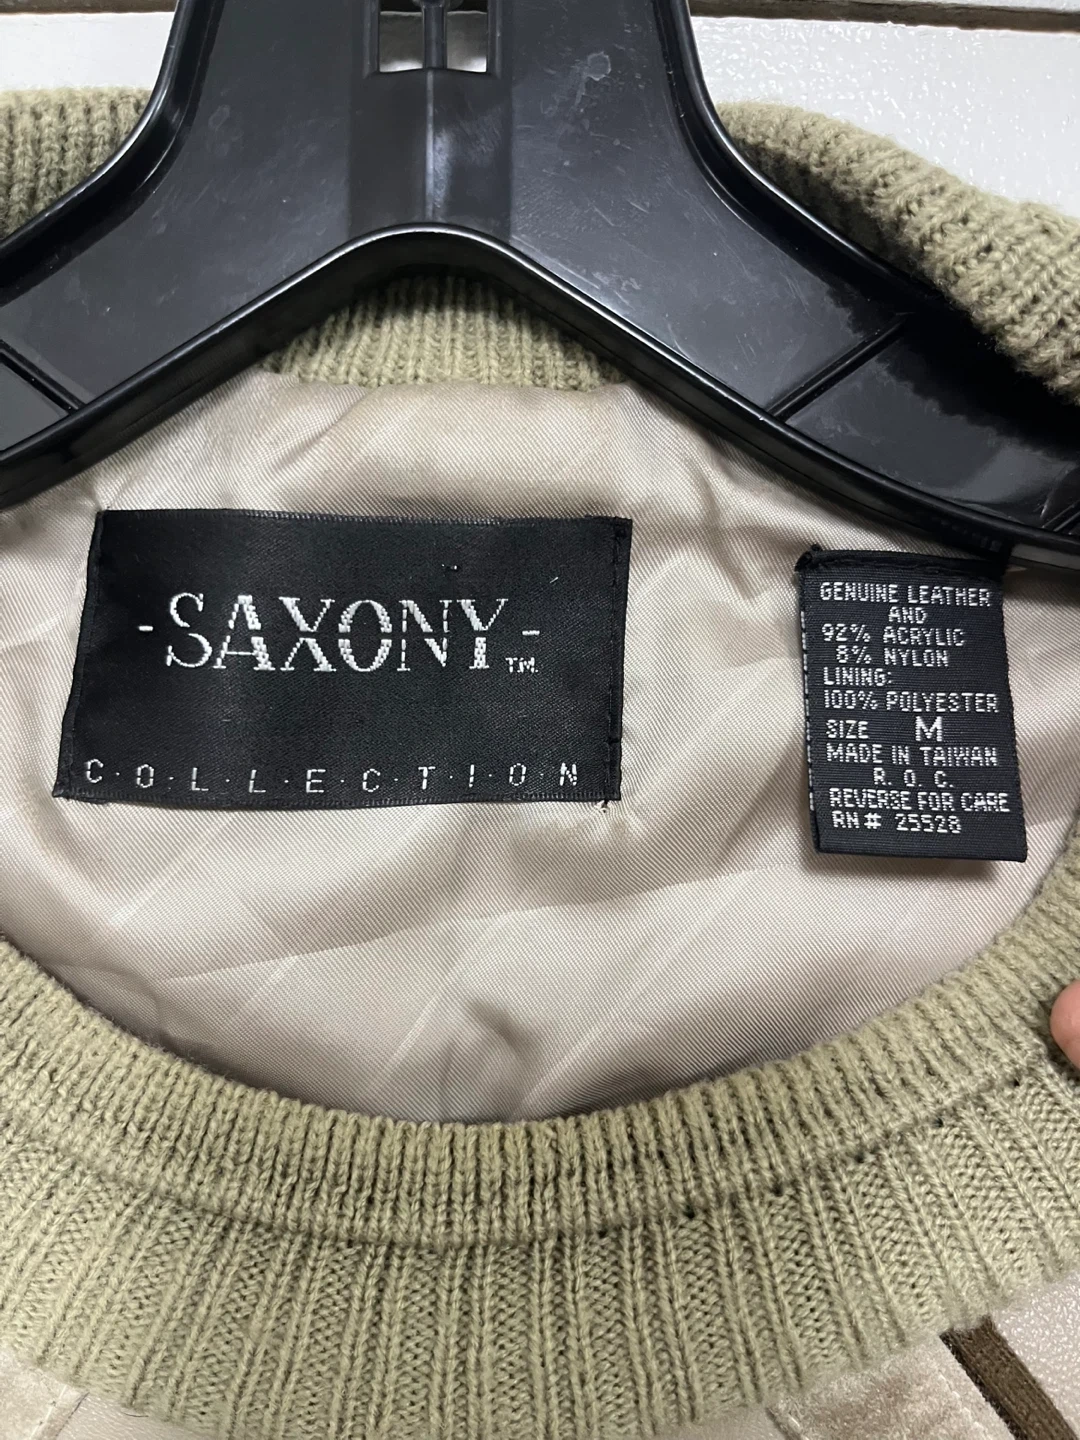 -SAXONY-
TM.
C·O·L·L·E·C·T·I·O·N
GENUINE LEATHER
AND
92% ACRYLIC
8% NYLON
LINING:
100% POLYESTER
SIZE M
MADE IN TAIWAN
R. O. C.
REVERSE FOR CARE
RN# 25528